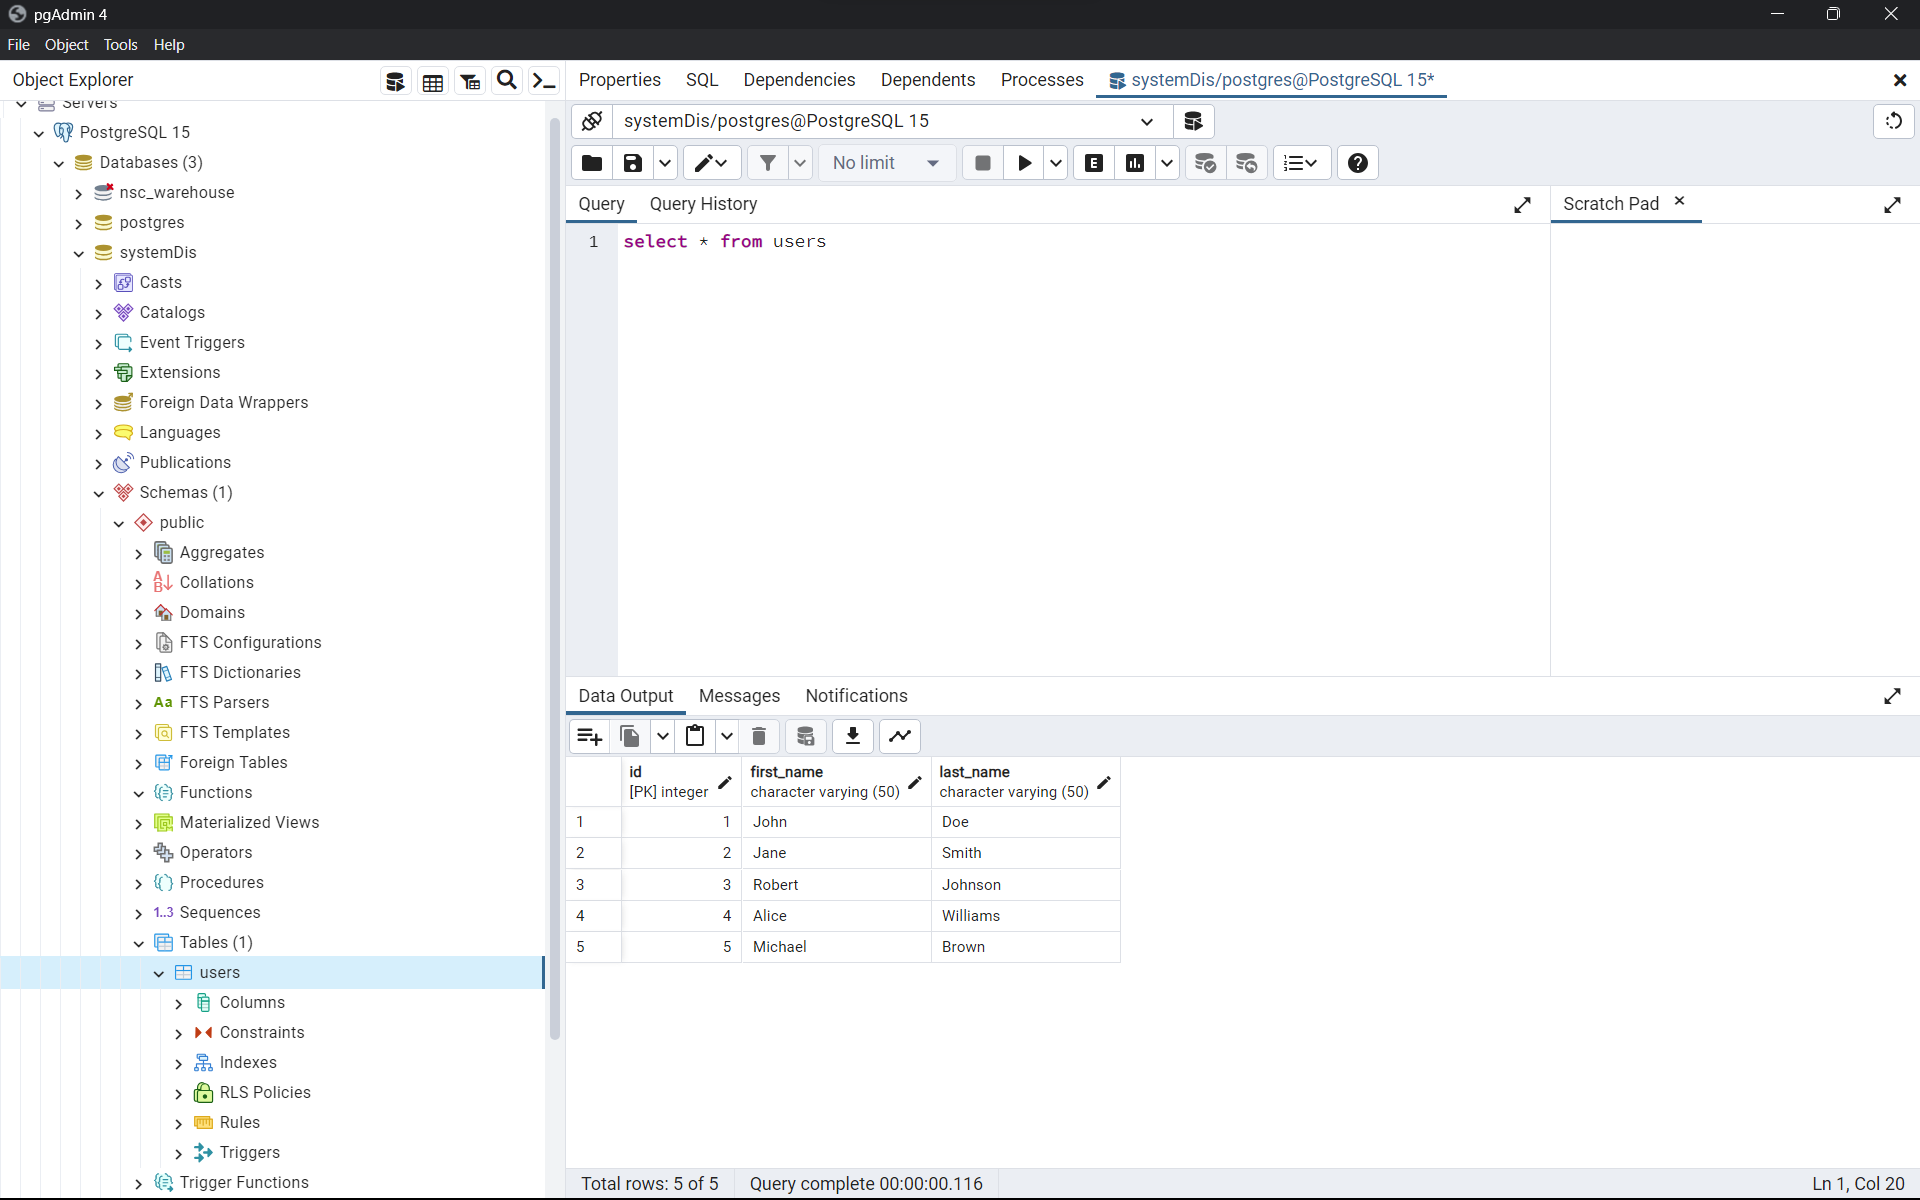 pgAdmin 4
File Object Tools Help
Object Explorer
Properties SQL Dependencies Dependents Processes systemDis/postgres@PostgreSQL 15*
Servers
PostgreSQL 15
Databases (3)
nsc_warehouse
postgres
systemDis
Casts
Catalogs
Event Triggers
Extensions
Foreign Data Wrappers
Languages
Publications
Schemas (1)
public
Aggregates
Collations
Domains
FTS Configurations
FTS Dictionaries
Aa FTS Parsers
FTS Templates
Foreign Tables
Functions
Materialized Views
Operators
Procedures
1..3 Sequences
Tables (1)
users
Columns
Constraints
Indexes
RLS Policies
Rules
Triggers
Trigger Functions
systemDis/postgres@PostgreSQL 15
No limit E
Query Query History Scratch Pad
1 select * from users
Data Output Messages Notifications
id first_name last_name
[PK] integer character varying (50) character varying (50)
1 1 John Doe
2 2 Jane Smith
3 3 Robert Johnson
4 4 Alice Williams
5 5 Michael Brown
Total rows: 5 of 5 Query complete 00:00:00.116 Ln 1, Col 20